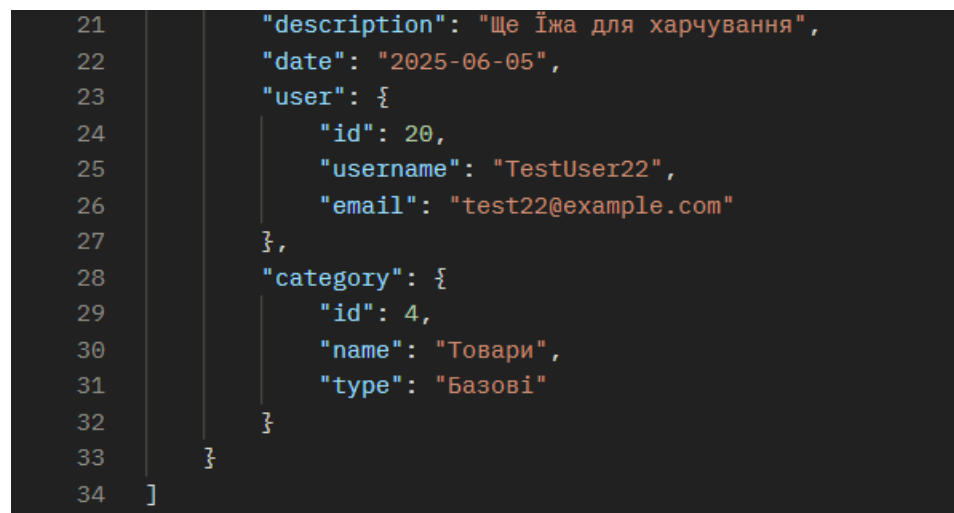 21 "description": "Ще Їжа для харчування",
22 "date": "2025-06-05",
23 "user": {
24 "id": 20,
25 "username": "TestUser22",
26 "email": "test22@example.com"
27 },
28 "category": {
29 "id": 4,
30 "name": "Товари",
31 "type": "Базові"
32 }
33 }
34 ]